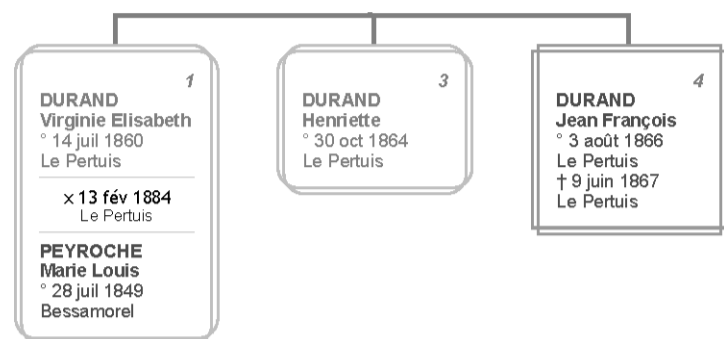 1
DURAND
Virginie Elisabeth
° 14 juil 1860
Le Pertuis
x 13 fév 1884
Le Pertuis
PEYROCHE
Marie Louis
° 28 juil 1849
Bessamorel
3
DURAND
Henriette
° 30 oct 1864
Le Pertuis
4
DURAND
Jean François
° 3 août 1866
Le Pertuis
† 9 juin 1867
Le Pertuis